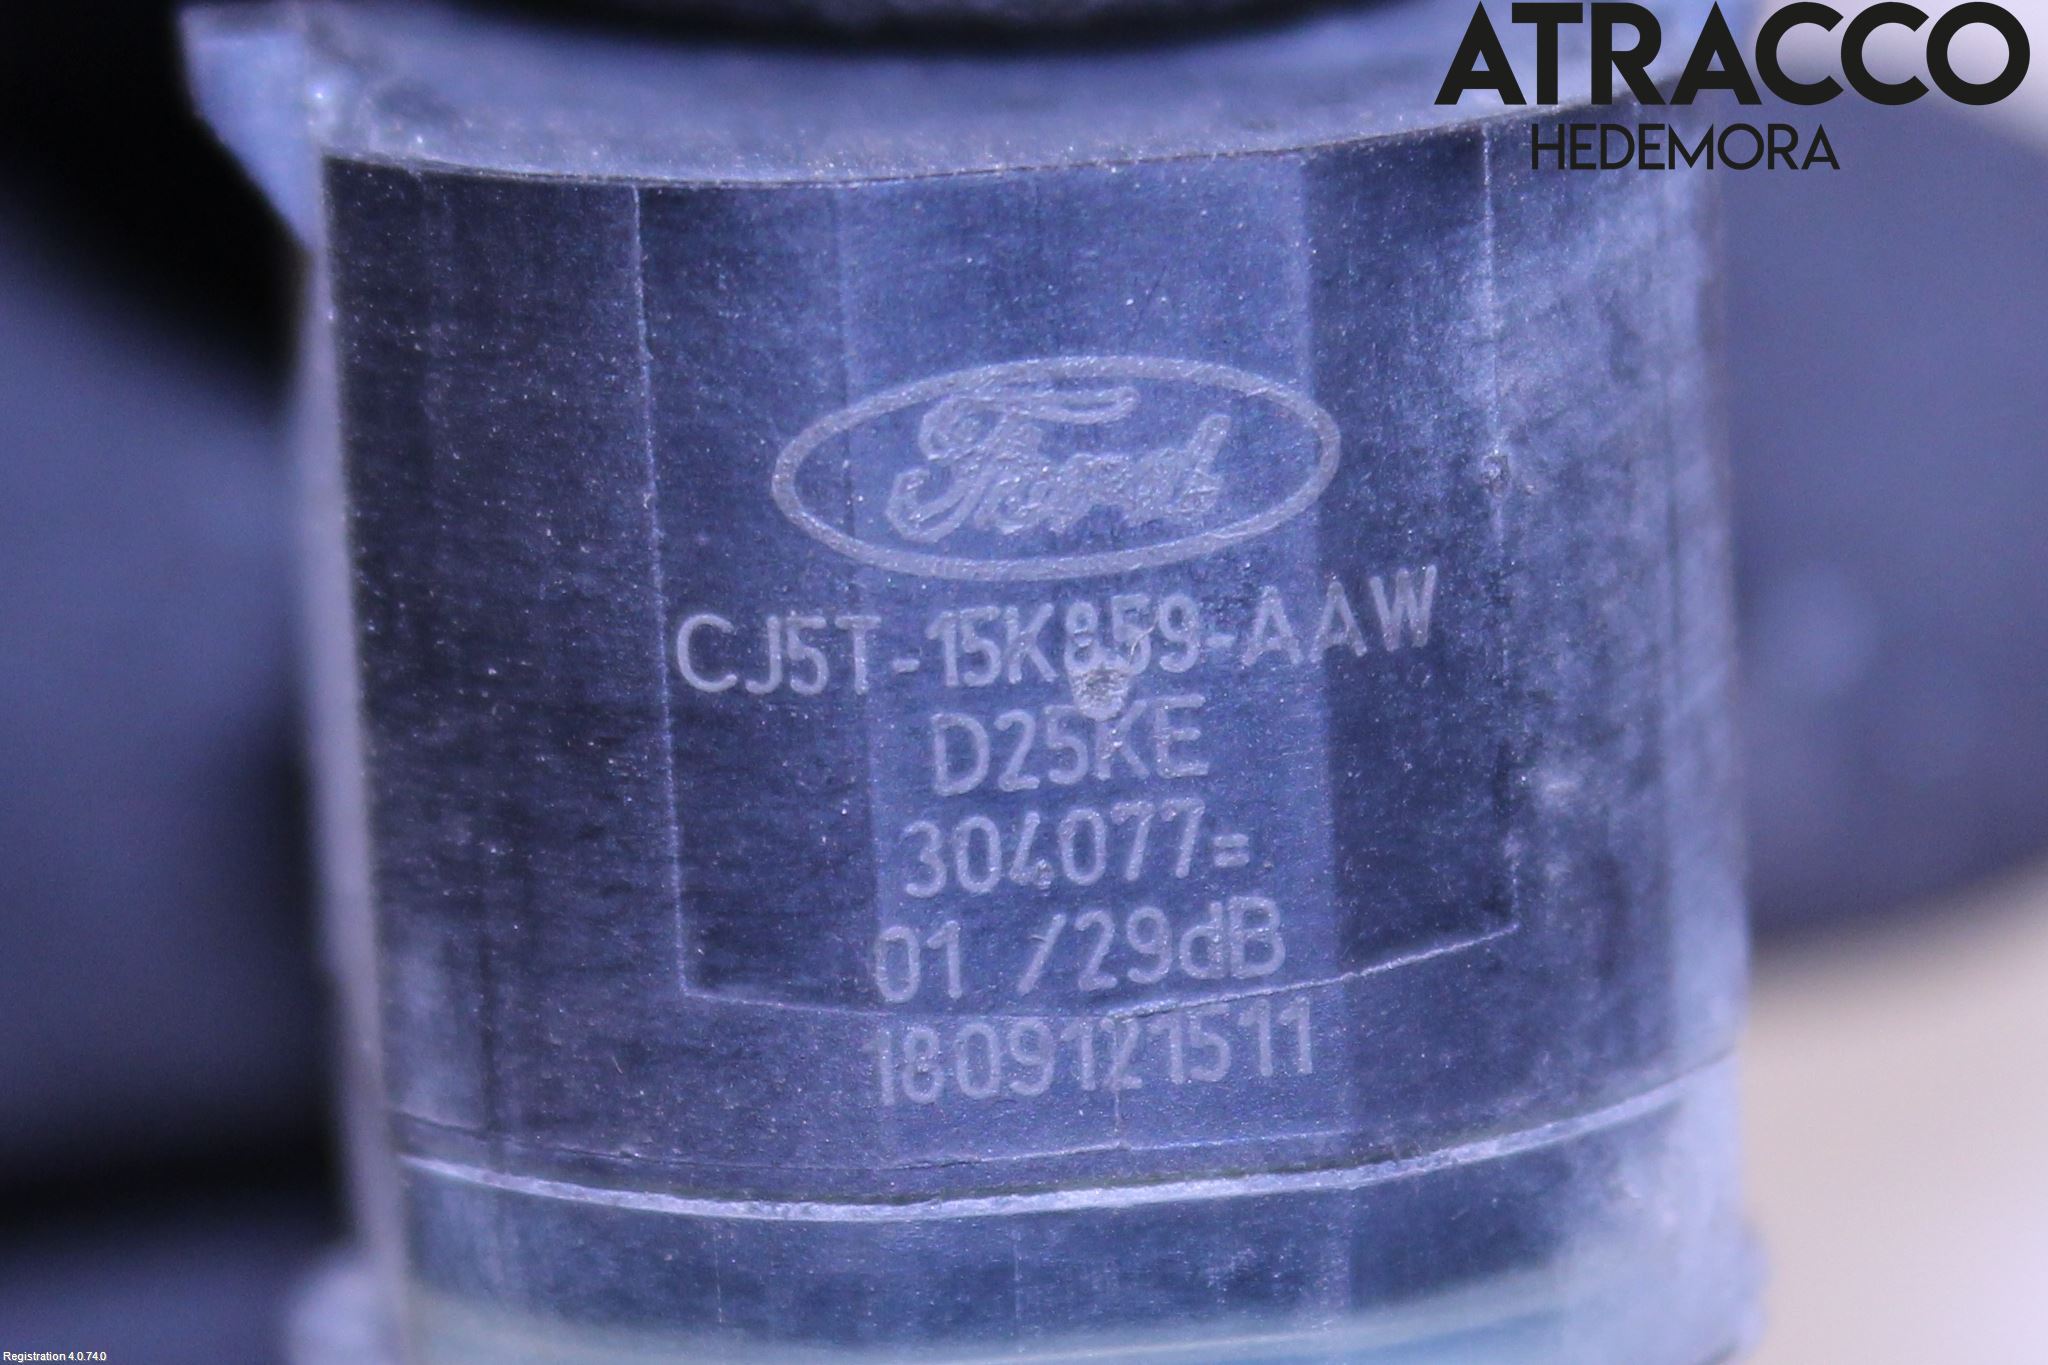 ATRACCO
HEDEMORA
Ford
CJ5T-15K859-AAW
D25KE
304077=
01 /29dB
1809121511
Registration 4.0.74.0